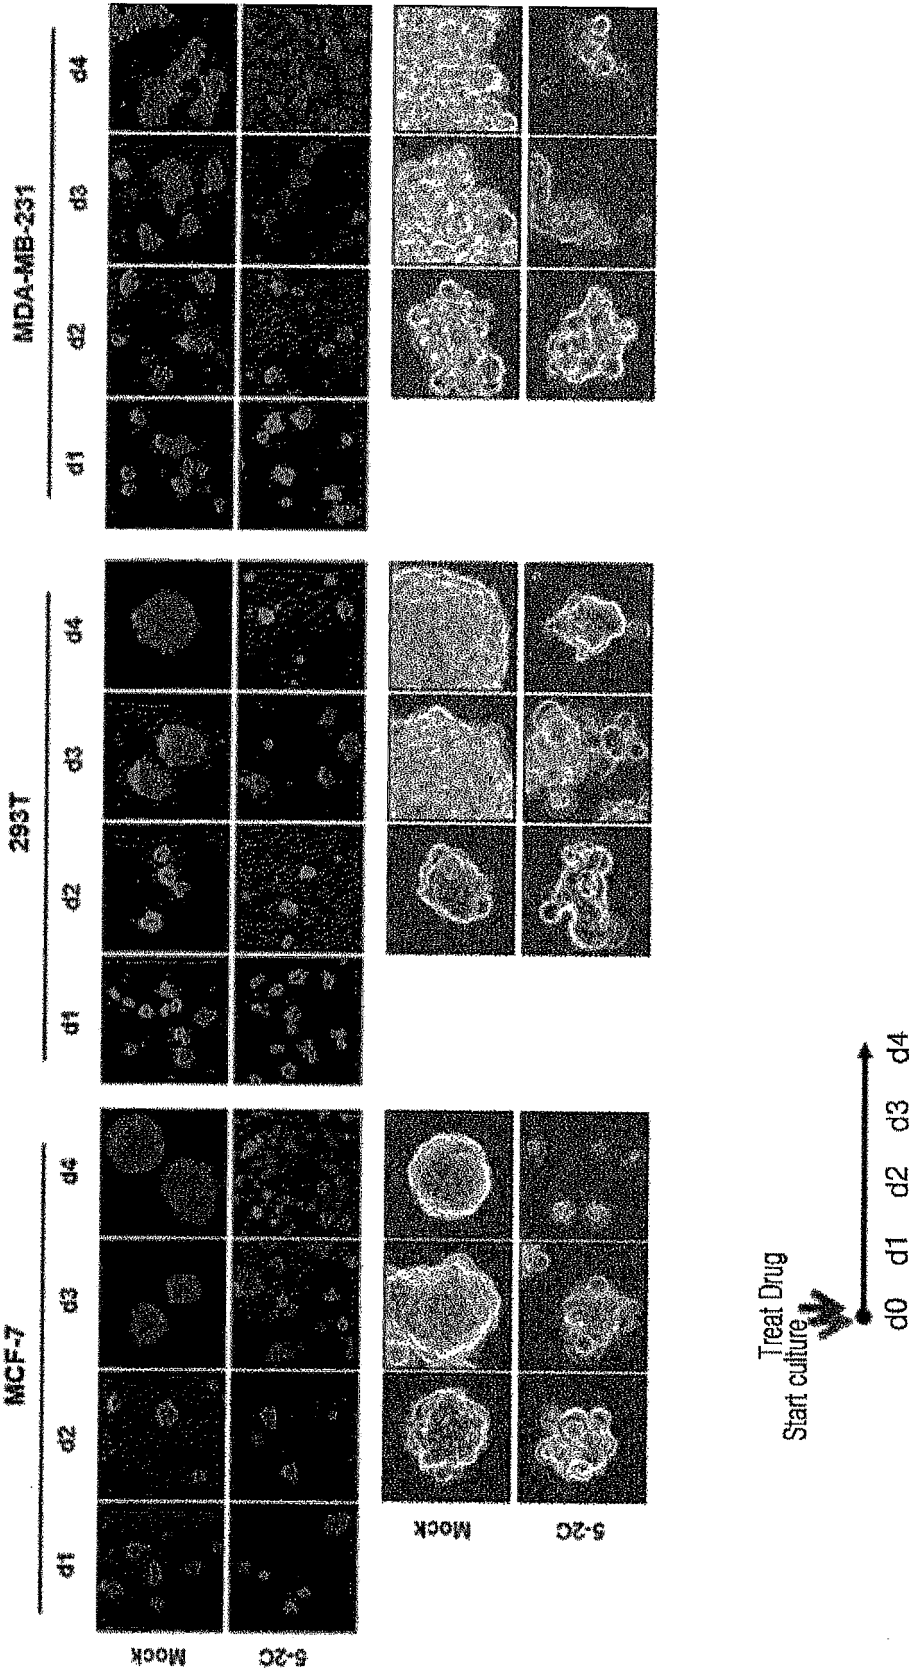 MCF-7
293T
MDA-MB-231
d1 d2 d3 d4
d1 d2 d3 d4
d1 d2 d3 d4
Mock
5-2C
Mock
5-2C
Treat Drug
Start culture
d0 d1 d2 d3 d4